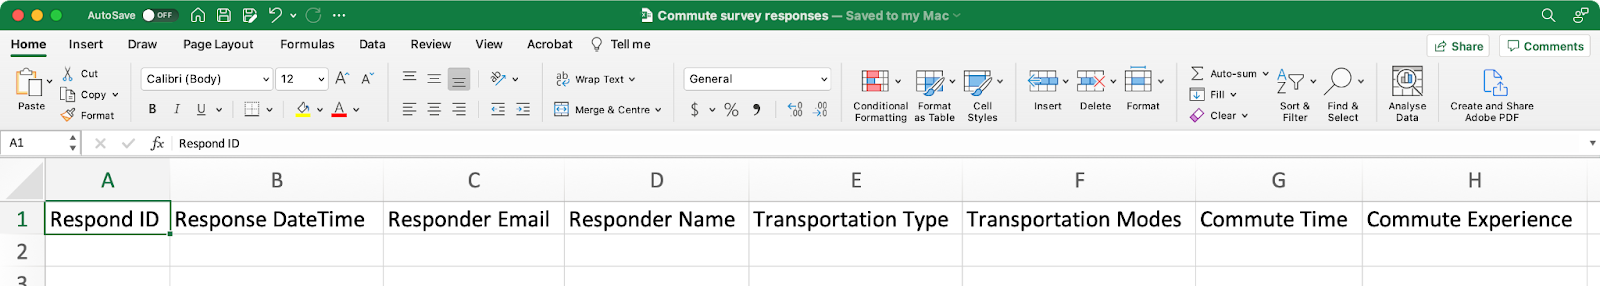 AutoSave OFF Commute survey responses — Saved to my Mac
Home Insert Draw Page Layout Formulas Data Review View Acrobat Tell me Share Comments
Paste Cut Copy Format
Calibri (Body) 12 A^ A˅
B I U A
ab Wrap Text
Merge & Centre
General
$ % 9 .00 .00
Conditional Formatting
Format as Table
Cell Styles
Insert Delete Format
Auto-sum
Fill
Clear
Sort & Filter
Find & Select
Analyse Data
Create and Share Adobe PDF
A1 fx Respond ID
A B C D E F G H
1 Respond ID Response DateTime Responder Email Responder Name Transportation Type Transportation Modes Commute Time Commute Experience
2
3